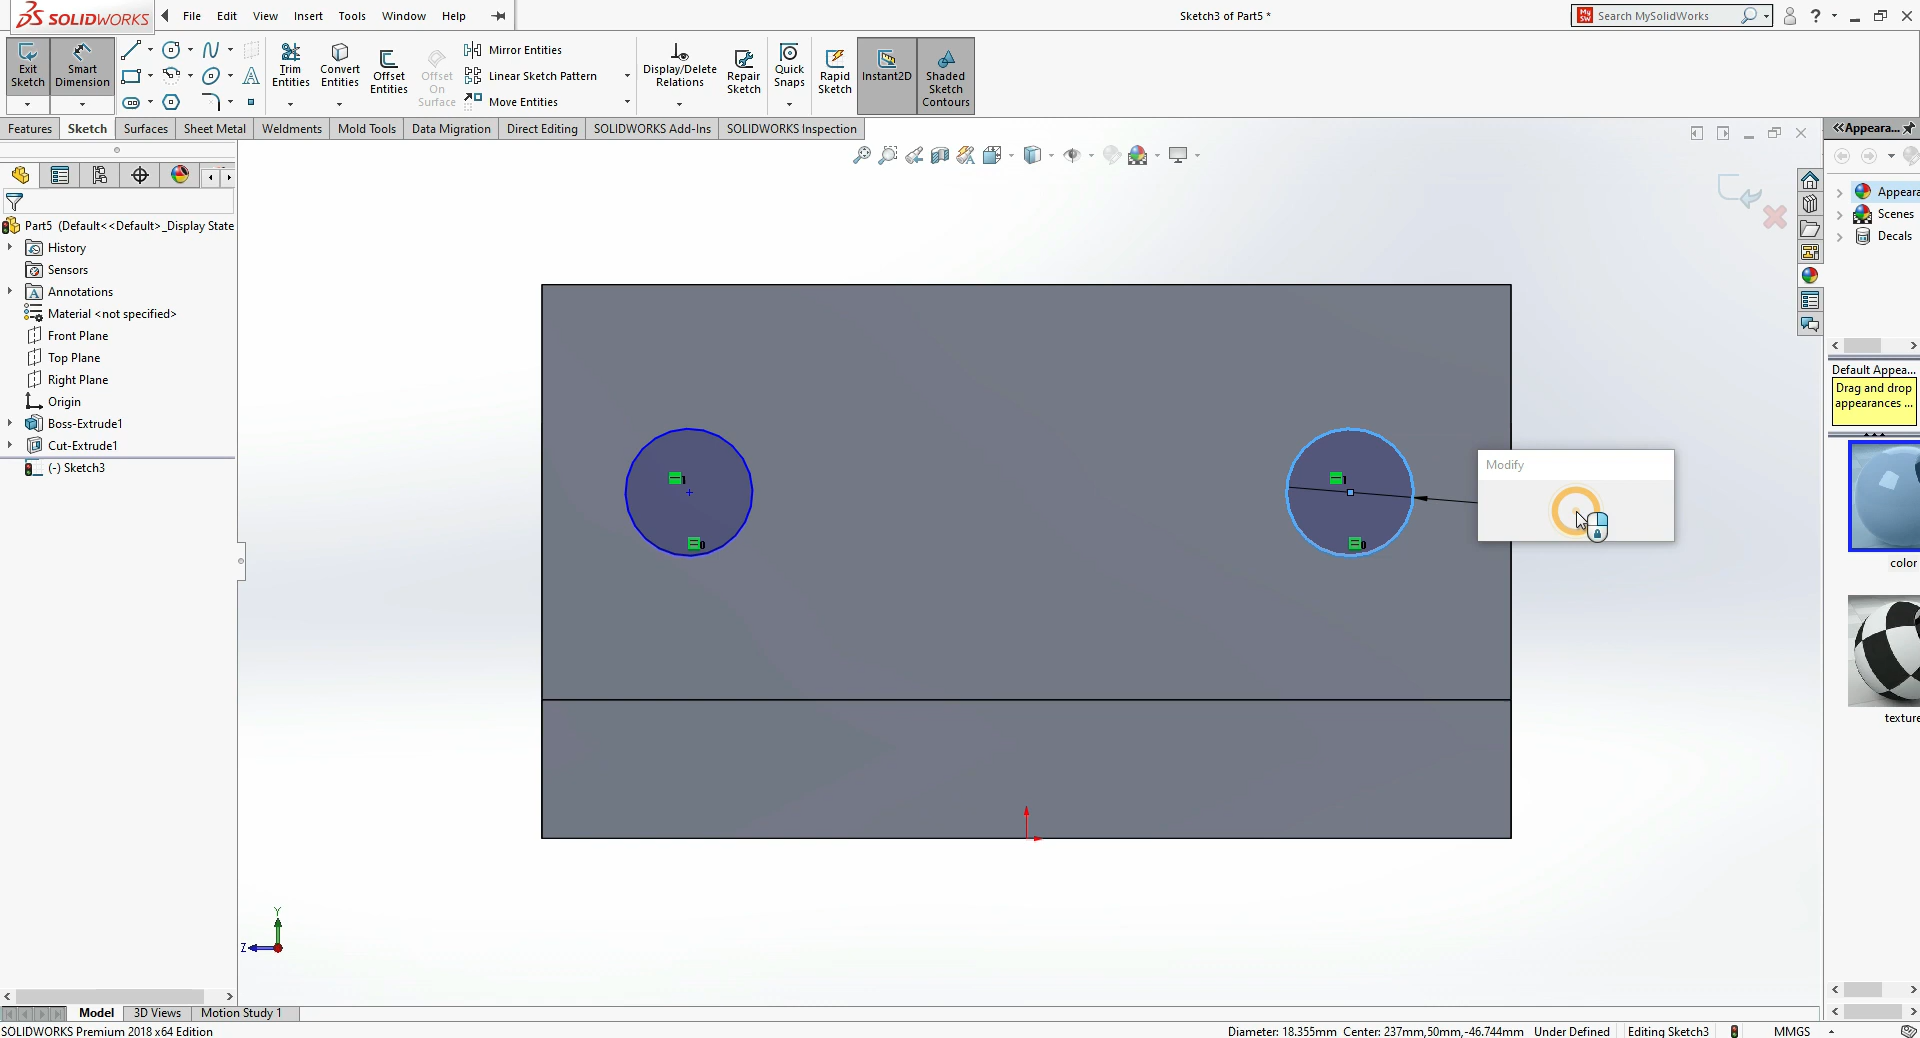 SOLIDWORKS
File Edit View Insert Tools Window Help
Sketch3 of Part5 *
Search MySolidWorks
Exit Sketch
Smart Dimension
Trim Entities
Convert Entities
Offset Entities
Offset On Surface
Mirror Entities
Linear Sketch Pattern
Move Entities
Display/Delete Relations
Repair Sketch
Quick Snaps
Rapid Sketch
Instant2D
Shaded Sketch Contours
Features Sketch Surfaces Sheet Metal Weldments Mold Tools Data Migration Direct Editing SOLIDWORKS Add-Ins SOLIDWORKS Inspection
Part5 (Default<<Default>_Display State
History
Sensors
Annotations
Material <not specified>
Front Plane
Top Plane
Right Plane
Origin
Boss-Extrude1
Cut-Extrude1
(-) Sketch3
Modify
Y
Z
«Appeara...
Appeara
Scenes
Decals
Default Appea...
Drag and drop
appearances ...
color
texture
Model 3D Views Motion Study 1
SOLIDWORKS Premium 2018 x64 Edition
Diameter: 18.355mm Center: 237mm,50mm,-46.744mm Under Defined Editing Sketch3 MMGS